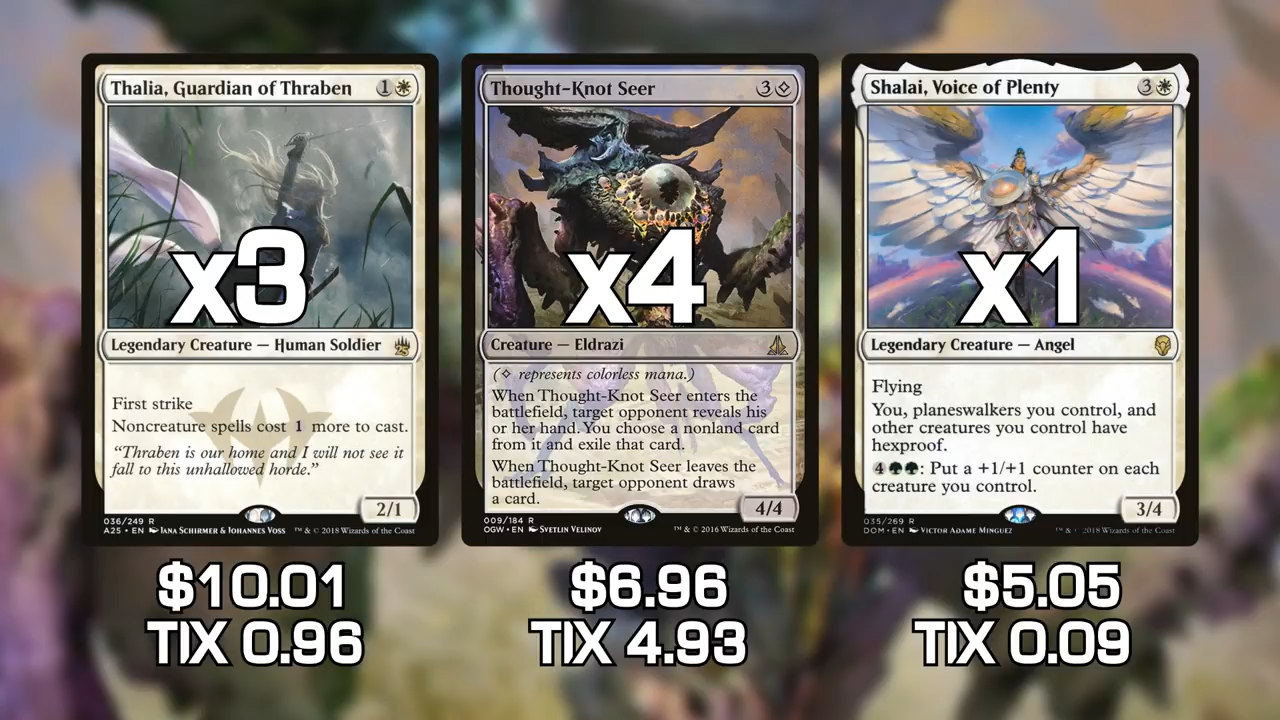 Thalia, Guardian of Thraben 1
x3
Legendary Creature — Human Soldier
First strike
Noncreature spells cost 1 more to cast.
“Thraben is our home and I will not see it
fall to this unhallowed horde.”
2/1
036/249 R
A25 • EN IANA SCHIRMER & JOHANNES VOSS ™ & © 2018 Wizards of the Coast
$10.01
TIX 0.96
Thought-Knot Seer 3
x4
Creature — Eldrazi
( represents colorless mana.)
When Thought-Knot Seer enters the
battlefield, target opponent reveals his
or her hand. You choose a nonland card
from it and exile that card.
When Thought-Knot Seer leaves the
battlefield, target opponent draws
a card.
4/4
009/184 R
OGW • EN SVETLIN VELINOV ™ & © 2016 Wizards of the Coast
$6.96
TIX 4.93
Shalai, Voice of Plenty 3
x1
Legendary Creature — Angel
Flying
You, planeswalkers you control, and
other creatures you control have
hexproof.
4: Put a +1/+1 counter on each
creature you control.
3/4
035/269 R
DOM • EN VICTOR ADAME MINGUEZ ™ & © 2018 Wizards of the Coast
$5.05
TIX 0.09